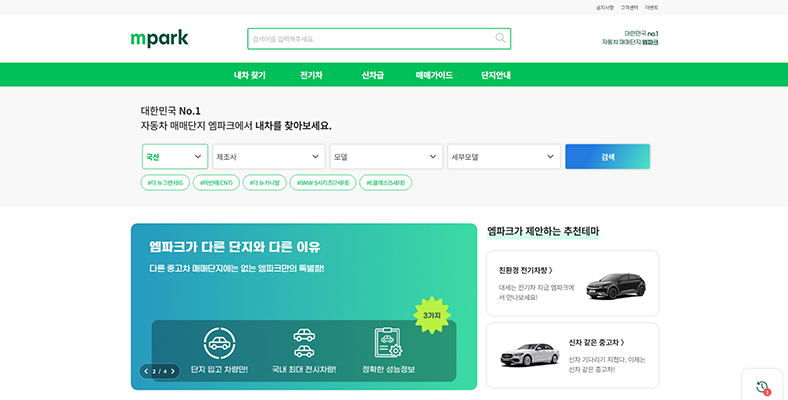 공지사항 고객센터 이벤트
mpark
검색어를 입력해주세요.
대한민국 no.1
자동차 매매단지 엠파크
내차 찾기 전기차 신차급 매매가이드 단지안내
대한민국 No.1
자동차 매매단지 엠파크에서 내차를 찾아보세요.
국산 제조사 모델 세부모델 검색
#더 뉴그랜저IG #아반떼(CN7) #더 뉴카니발 #BMW 5시리즈(7세대) #E클래스(5세대)
엠파크가 다른 단지와 다른 이유
다른 중고차 매매단지에는 없는 엠파크만의 특별함!
3가지
단지 입고 차량만! 국내 최대 전시차량! 정확한 성능정보
2 / 4
엠파크가 제안하는 추천테마
친환경 전기차량 〉
대세는 전기차 지금 엠파크에
서 만나보세요!
신차 같은 중고차 〉
신차 기다리기 지쳤다. 이제는
신차 같은 중고차!